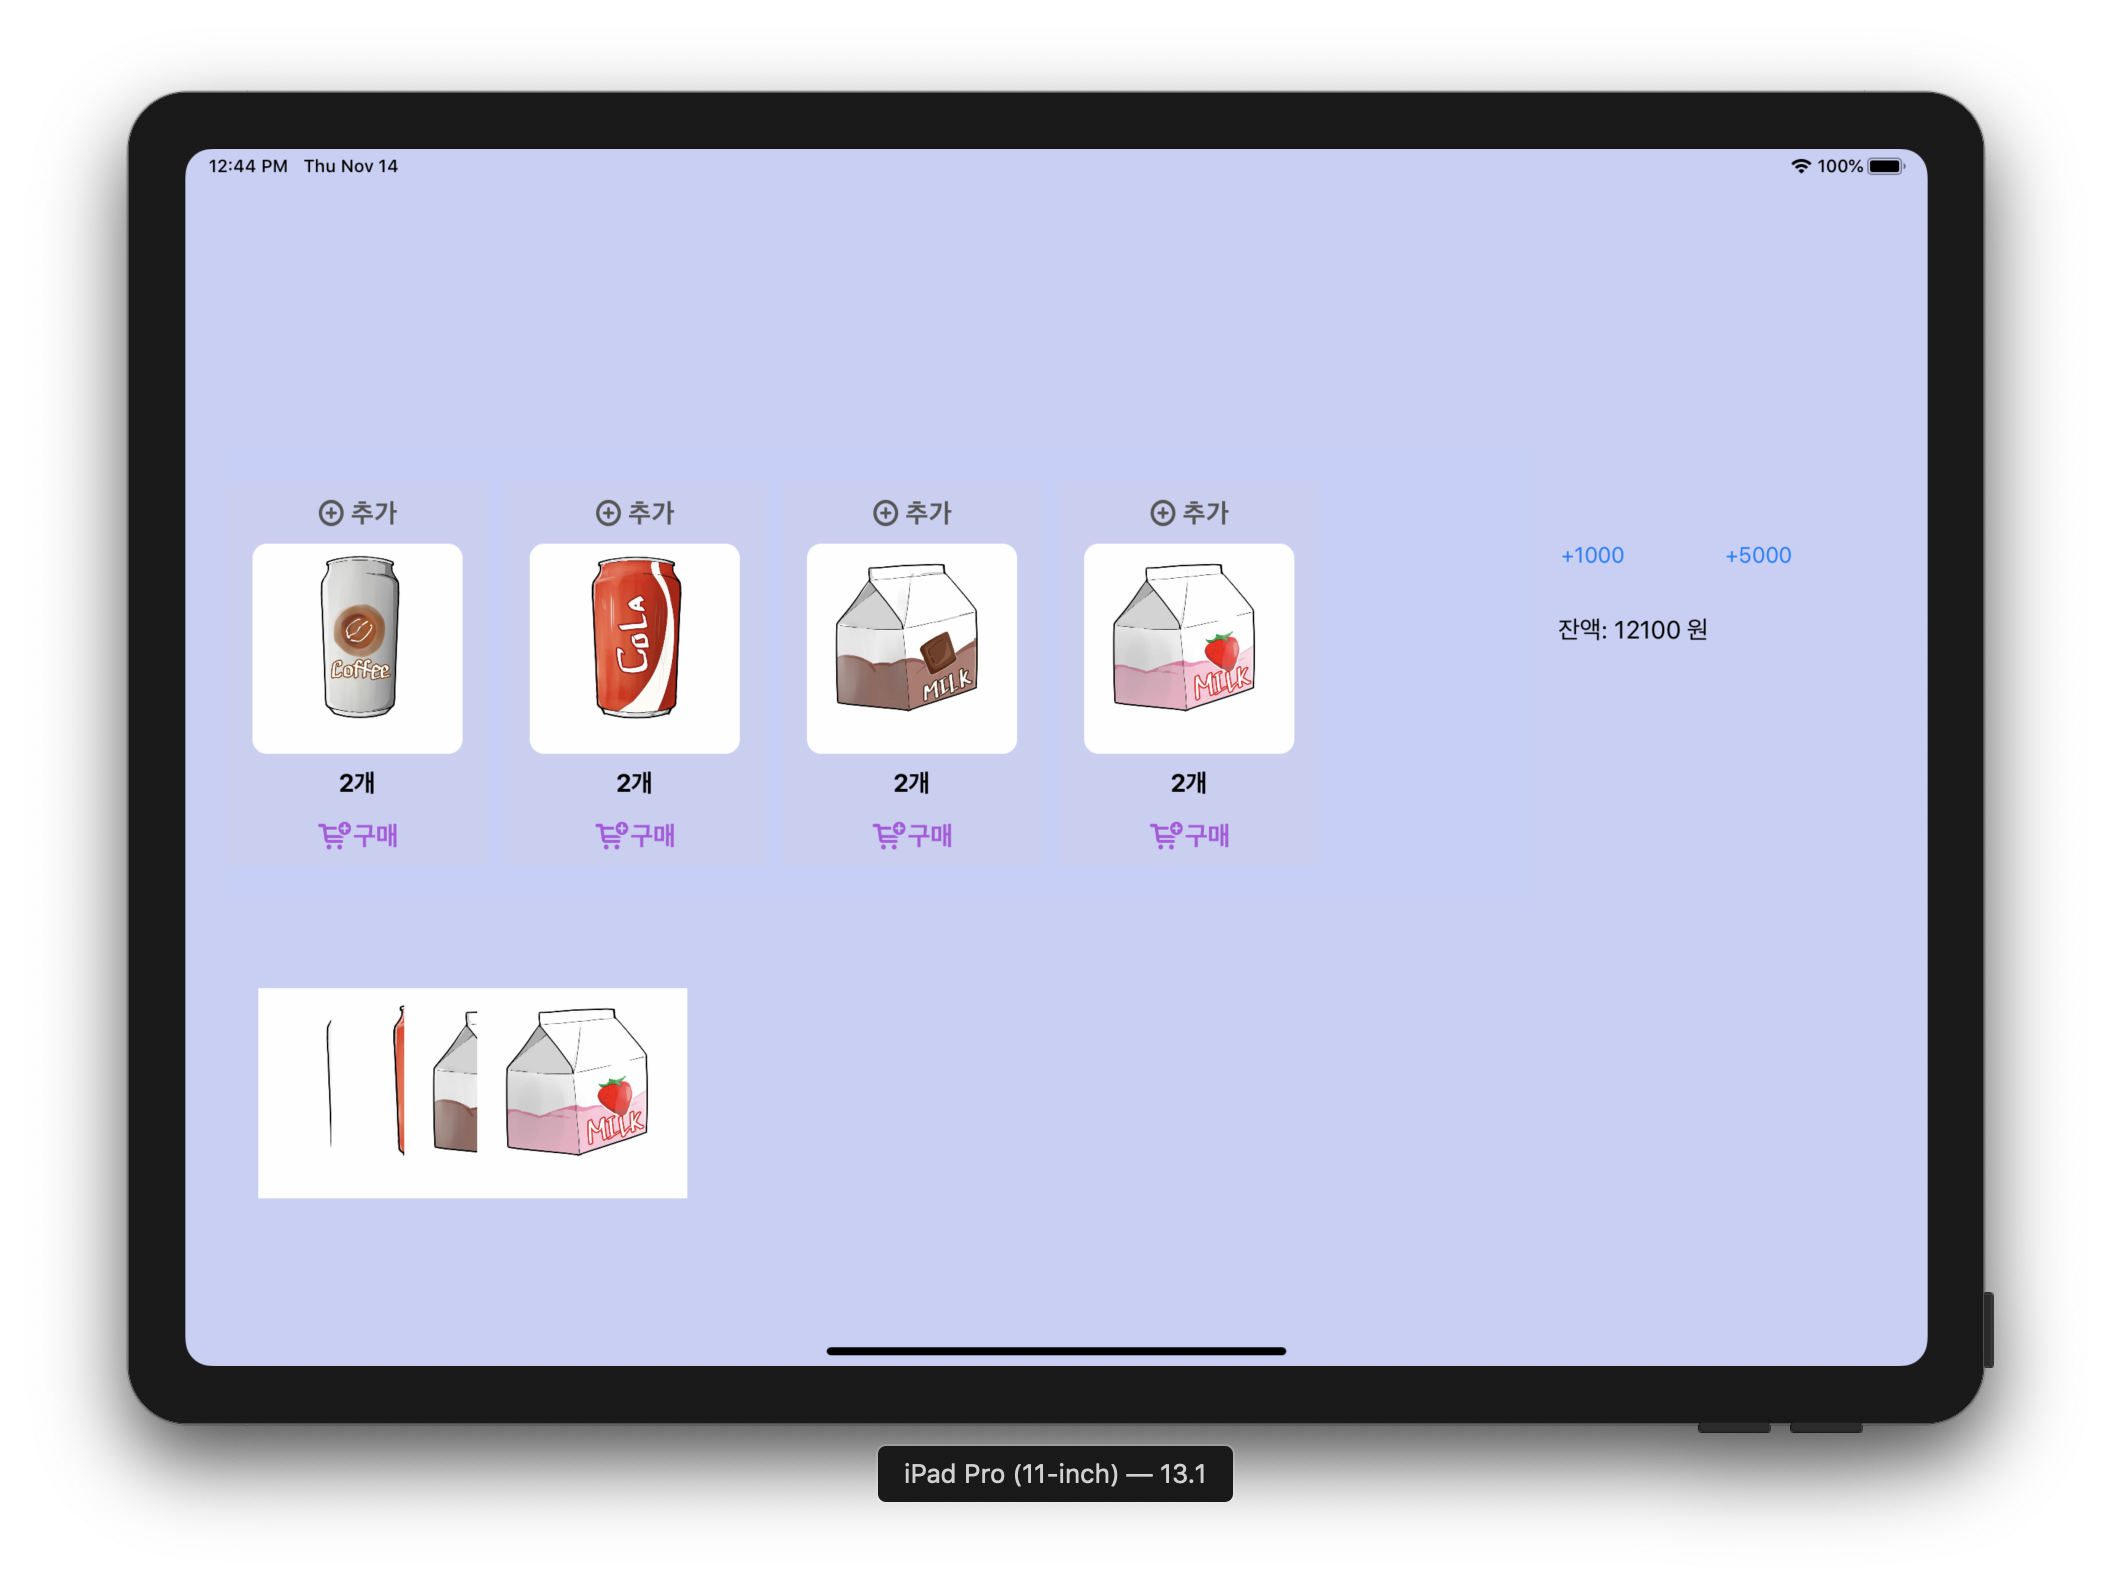 12:44 PM Thu Nov 14
100%
추가 추가 추가 추가
+1000 +5000
Coffee
CoLA
MILK
MILK
잔액: 12100 원
2개 2개 2개 2개
구매 구매 구매 구매
MILK
iPad Pro (11-inch) — 13.1